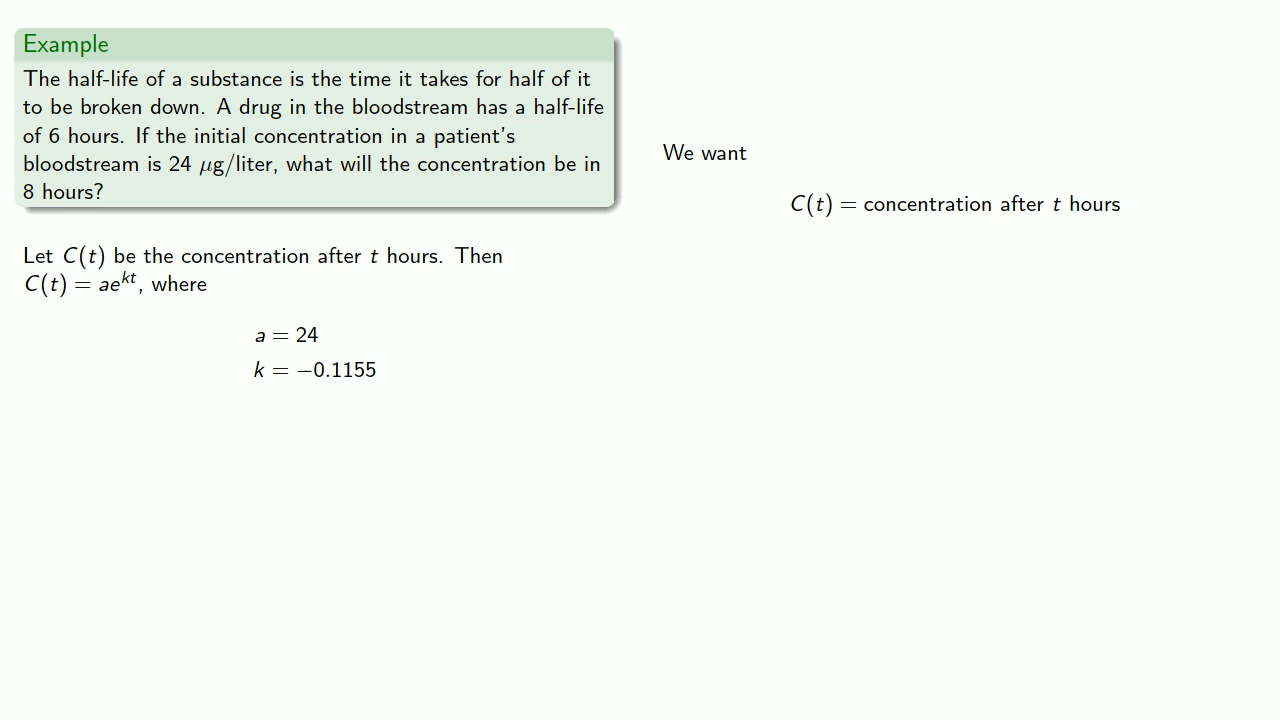 Example
The half-life of a substance is the time it takes for half of it
to be broken down. A drug in the bloodstream has a half-life
of 6 hours. If the initial concentration in a patient's
bloodstream is 24 μg/liter, what will the concentration be in
8 hours?
Let C(t) be the concentration after t hours. Then
C(t) = ae^{kt}, where
a = 24
k = −0.1155
We want
C(t) = concentration after t hours